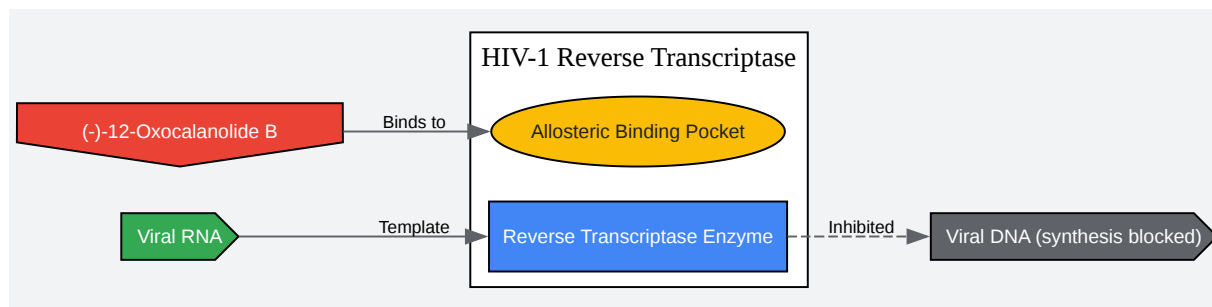 HIV-1 Reverse Transcriptase
(-)-12-Oxocalanolide B
Binds to
Allosteric Binding Pocket
Viral RNA
Template
Reverse Transcriptase Enzyme
Inhibited
Viral DNA (synthesis blocked)